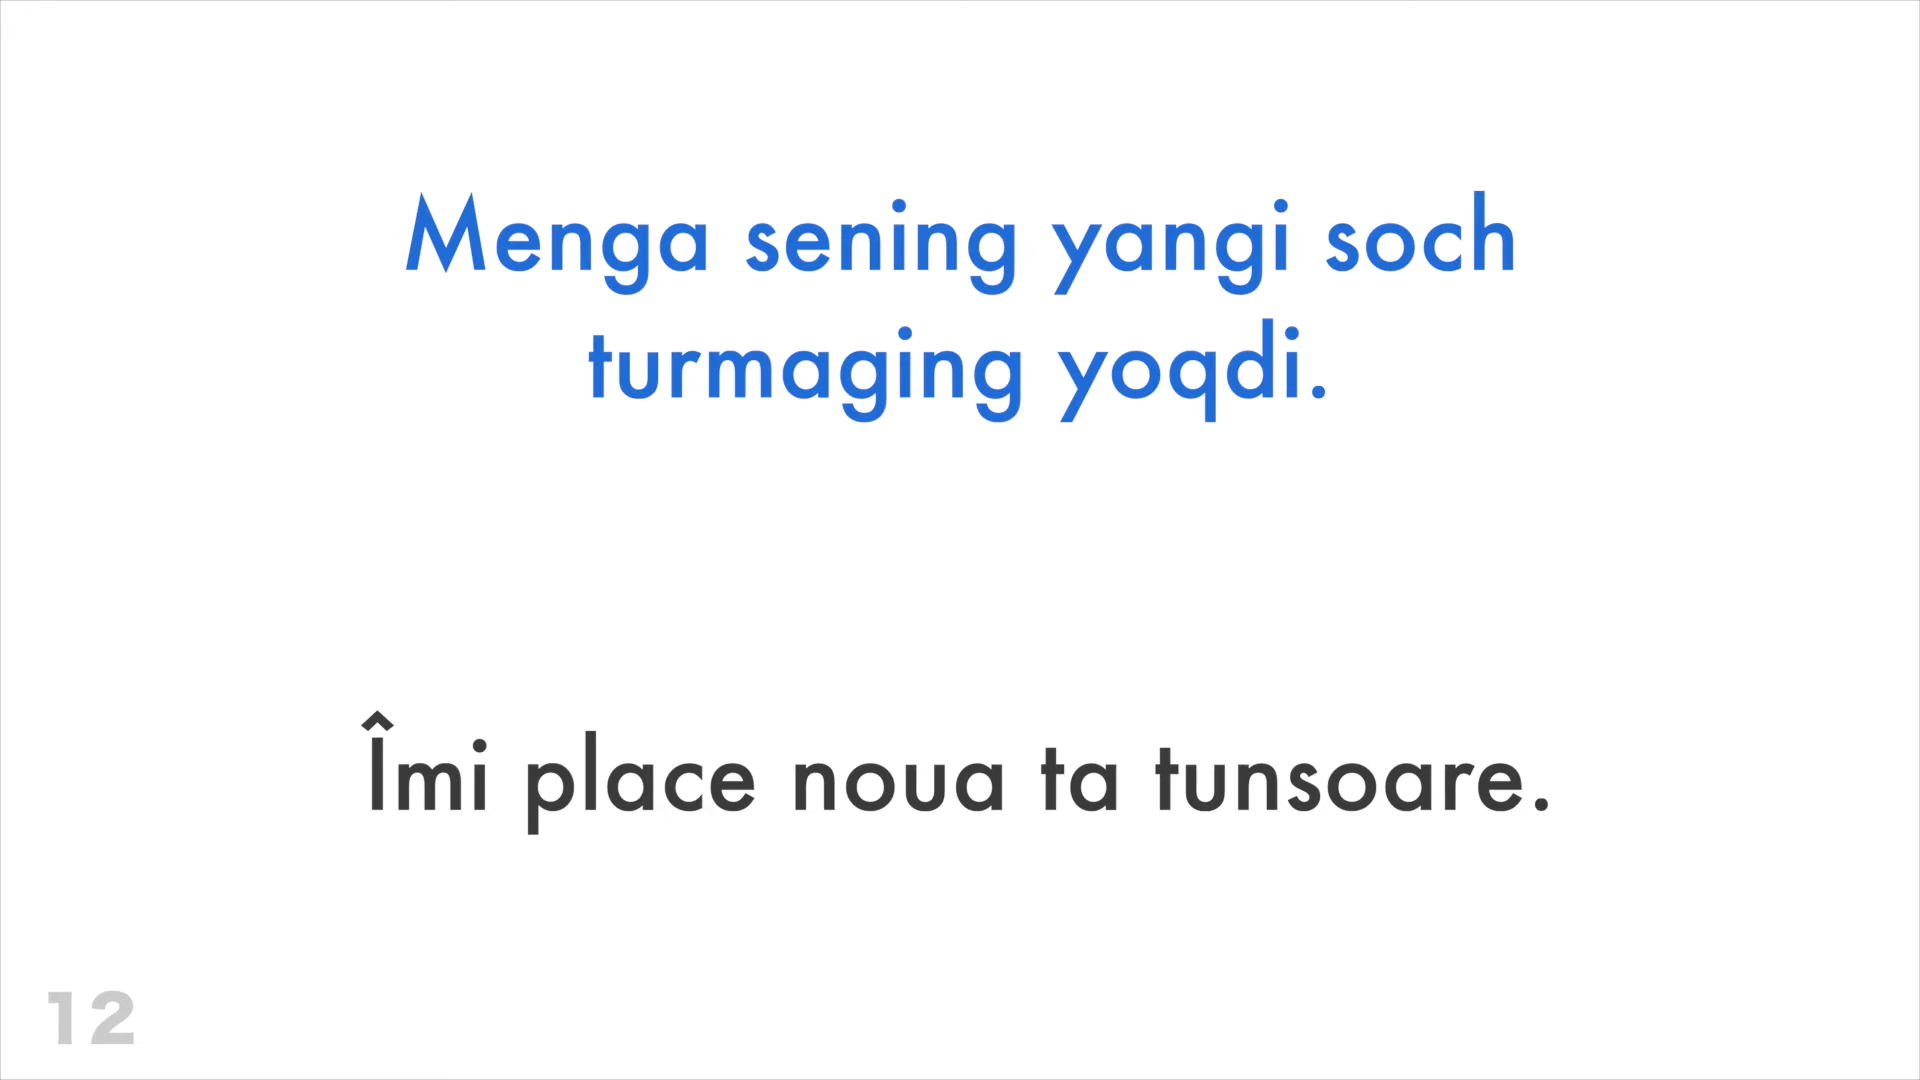 Menga sening yangi soch
turmaging yoqdi.
Îmi place noua ta tunsoare.
12